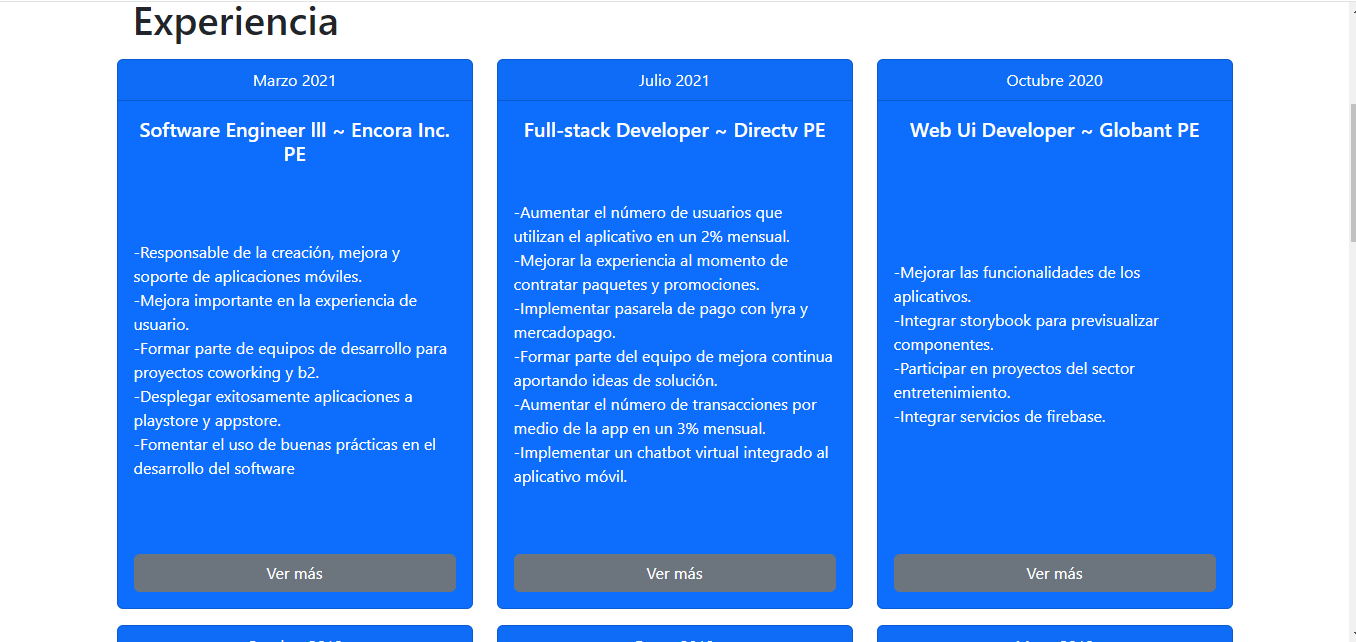 Experiencia
Marzo 2021
Software Engineer lll ~ Encora Inc.
PE
-Responsable de la creación, mejora y
soporte de aplicaciones móviles.
-Mejora importante en la experiencia de
usuario.
-Formar parte de equipos de desarrollo para
proyectos coworking y b2.
-Desplegar exitosamente aplicaciones a
playstore y appstore.
-Fomentar el uso de buenas prácticas en el
desarrollo del software
Ver más
Julio 2021
Full-stack Developer ~ Directv PE
-Aumentar el número de usuarios que
utilizan el aplicativo en un 2% mensual.
-Mejorar la experiencia al momento de
contratar paquetes y promociones.
-Implementar pasarela de pago con lyra y
mercadopago.
-Formar parte del equipo de mejora continua
aportando ideas de solución.
-Aumentar el número de transacciones por
medio de la app en un 3% mensual.
-Implementar un chatbot virtual integrado al
aplicativo móvil.
Ver más
Octubre 2020
Web Ui Developer ~ Globant PE
-Mejorar las funcionalidades de los
aplicativos.
-Integrar storybook para previsualizar
componentes.
-Participar en proyectos del sector
entretenimiento.
-Integrar servicios de firebase.
Ver más